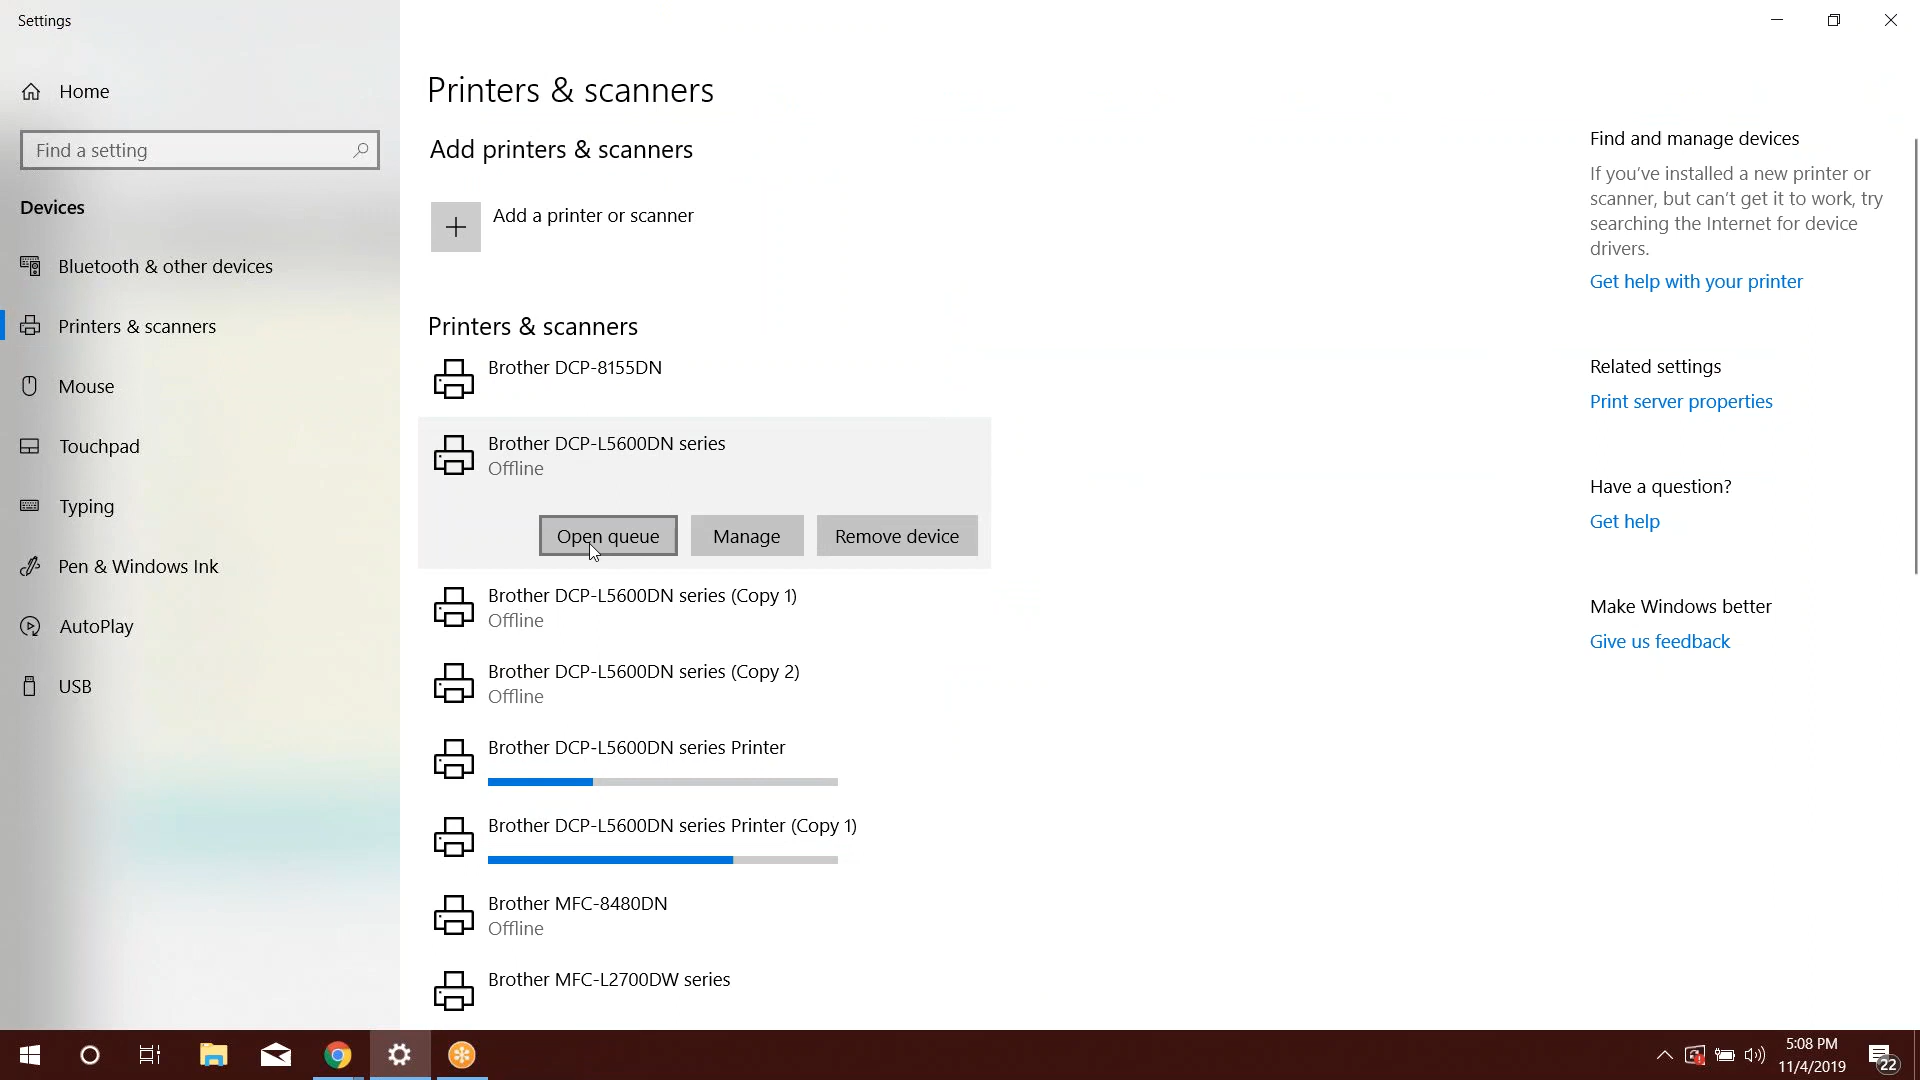 Settings
Home
Find a setting
Devices
Bluetooth & other devices
Printers & scanners
Mouse
Touchpad
Typing
Pen & Windows Ink
AutoPlay
USB
Printers & scanners
Add printers & scanners
Add a printer or scanner
Printers & scanners
Brother DCP-8155DN
Brother DCP-L5600DN series
Offline
Open queue
Manage
Remove device
Brother DCP-L5600DN series (Copy 1)
Offline
Brother DCP-L5600DN series (Copy 2)
Offline
Brother DCP-L5600DN series Printer
Brother DCP-L5600DN series Printer (Copy 1)
Brother MFC-8480DN
Offline
Brother MFC-L2700DW series
Find and manage devices
If you've installed a new printer or
scanner, but can't get it to work, try
searching the Internet for device
drivers.
Get help with your printer
Related settings
Print server properties
Have a question?
Get help
Make Windows better
Give us feedback
5:08 PM
11/4/2019
22